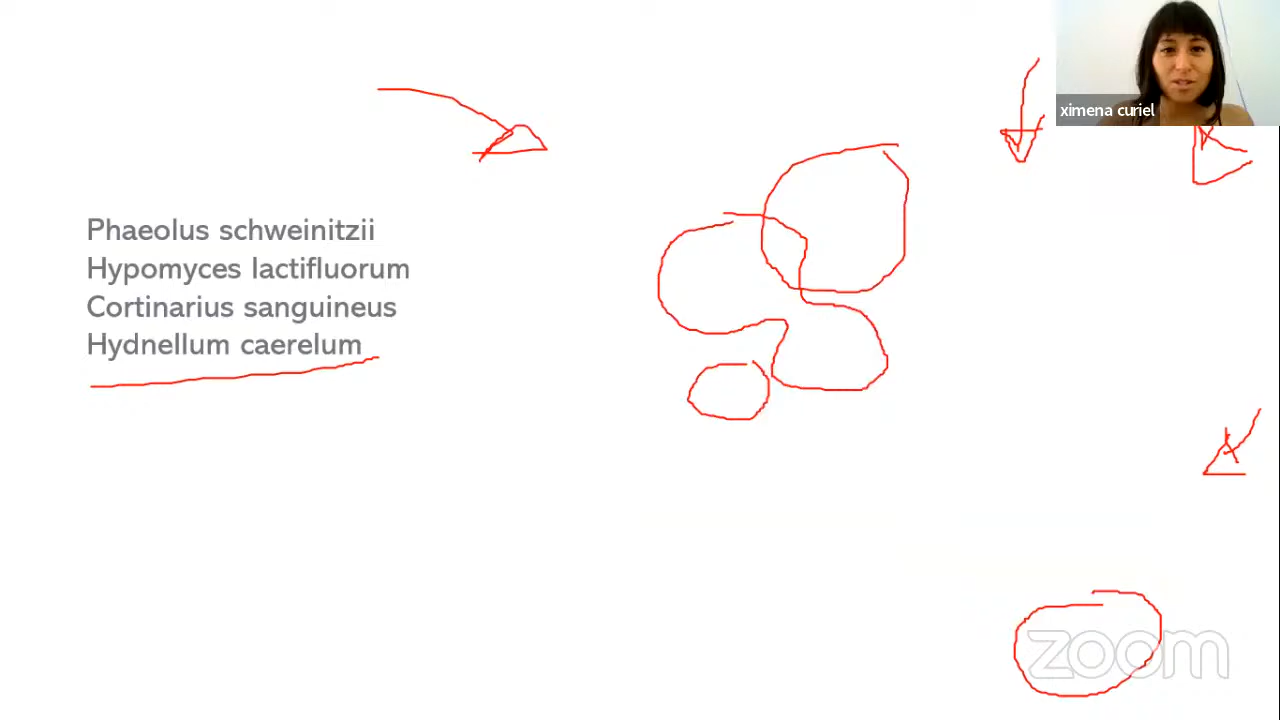 ximena curiel
Phaeolus schweinitzii
Hypomyces lactifluorum
Cortinarius sanguineus
Hydnellum caerelum
zoom